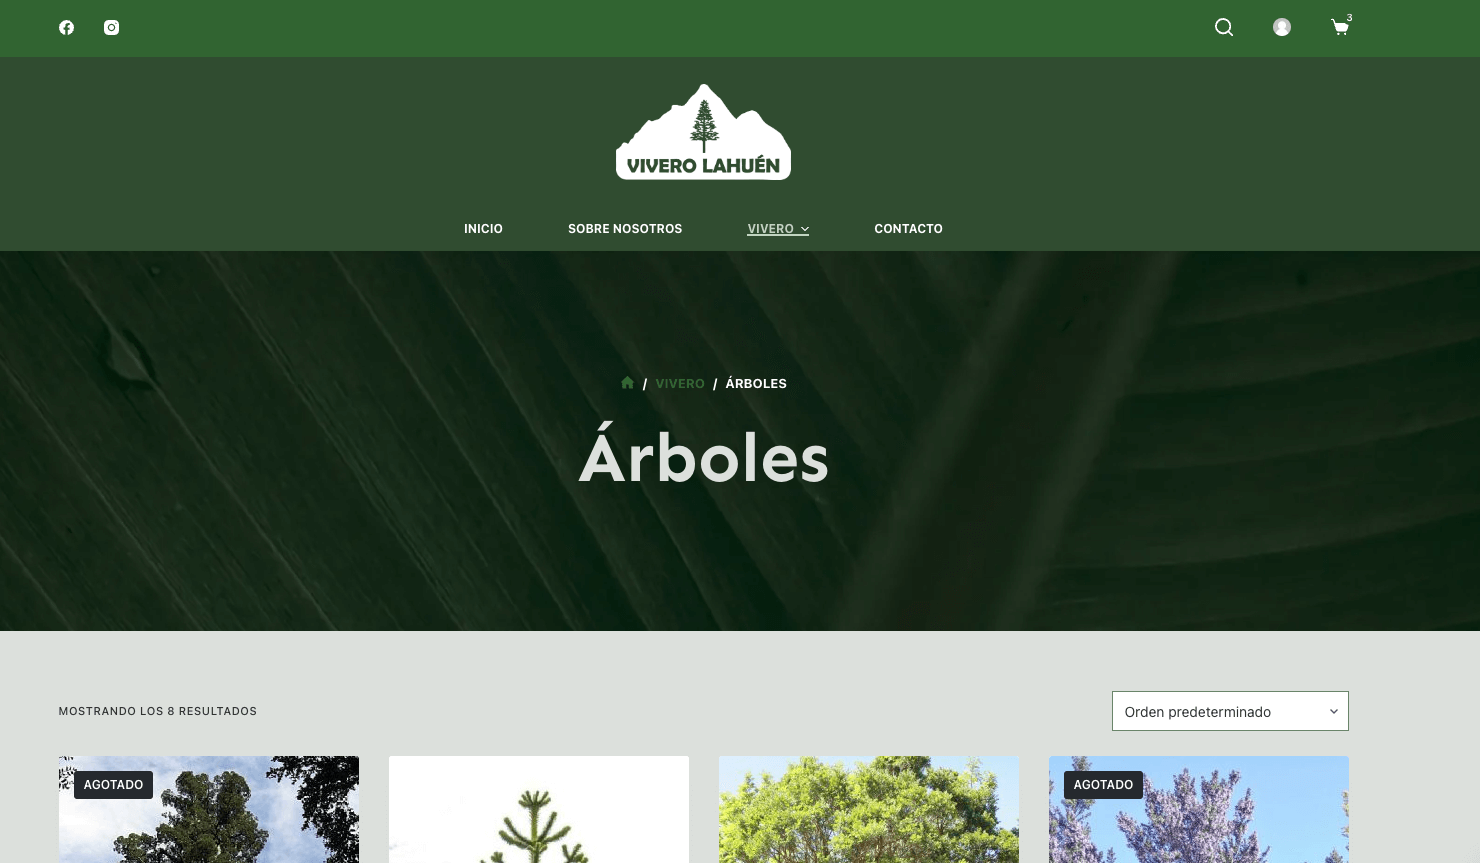 3
VIVERO LAHUÉN
INICIO
SOBRE NOSOTROS
VIVERO
CONTACTO
/ VIVERO / ÁRBOLES
Árboles
MOSTRANDO LOS 8 RESULTADOS
Orden predeterminado
AGOTADO
AGOTADO